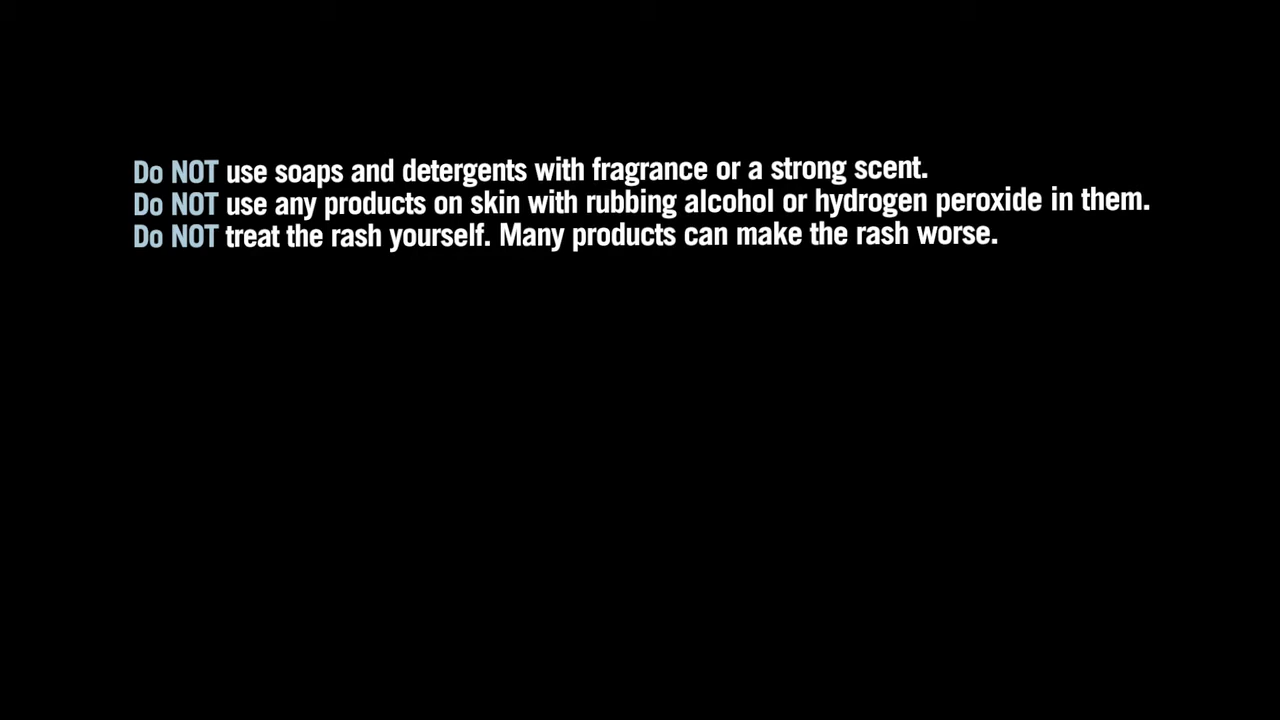 Do NOT use soaps and detergents with fragrance or a strong scent.
Do NOT use any products on skin with rubbing alcohol or hydrogen peroxide in them.
Do NOT treat the rash yourself. Many products can make the rash worse.